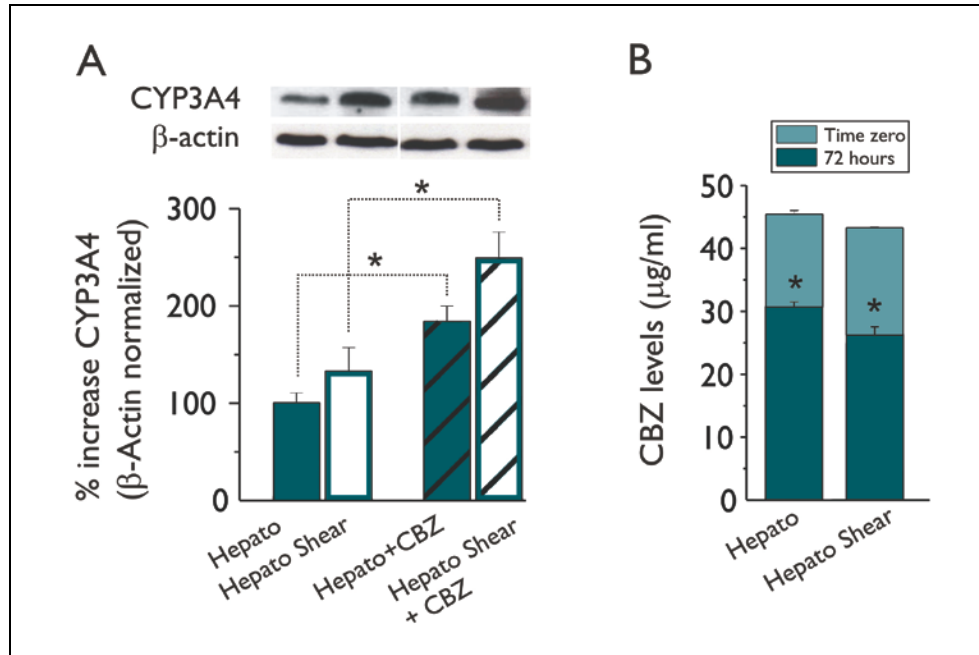 A
CYP3A4
β-actin
% increase CYP3A4
(β-Actin normalized)
300
200
100
0
*
*
Hepato
Hepato Shear
Hepato+CBZ
Hepato Shear
+ CBZ
B
Time zero
72 hours
CBZ levels (μg/ml)
50
40
30
20
10
0
*
*
Hepato
Hepato Shear